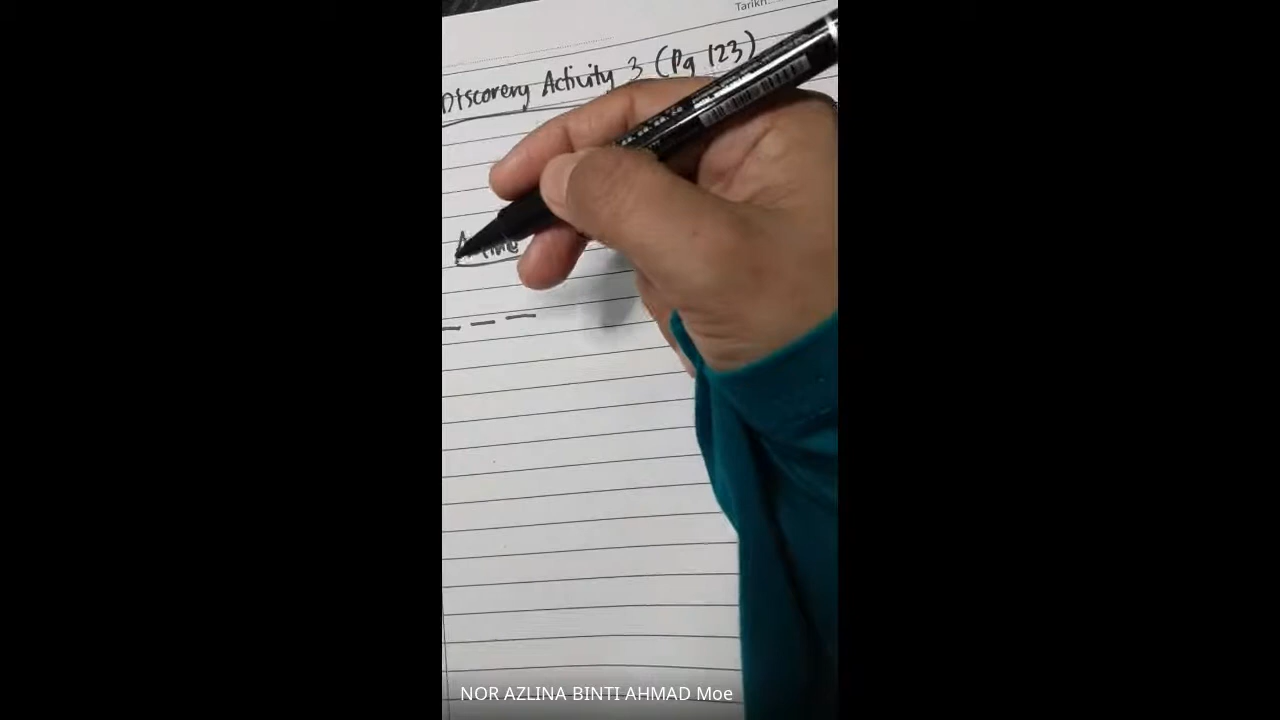 Tarikh
Discorery Activity 3 (Pg 123)
NOR AZLINA BINTI AHMAD Moe